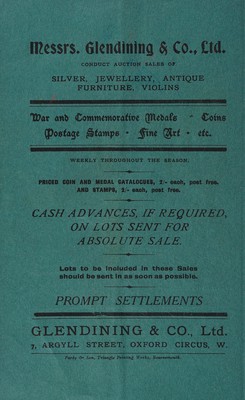 Messrs. Glendining & Co., Ltd.
CONDUCT AUCTION SALES OF
SILVER, JEWELLERY, ANTIQUE
FURNITURE, VIOLINS
War and Commemorative Medals - Coins
Postage Stamps - Fine Art - etc.
WEEKLY THROUGHOUT THE SEASON.
PRICED COIN AND MEDAL CATALOGUES, 2/- each, post free.
AND STAMPS, 2/- each, post free.
CASH ADVANCES, IF REQUIRED,
ON LOTS SENT FOR
ABSOLUTE SALE.
Lots to be included in these Sales
should be sent in as soon as possible.
PROMPT SETTLEMENTS
GLENDINING & CO., Ltd.
7, ARGYLL STREET, OXFORD CIRCUS, W.
Printing Works, Bournemouth.